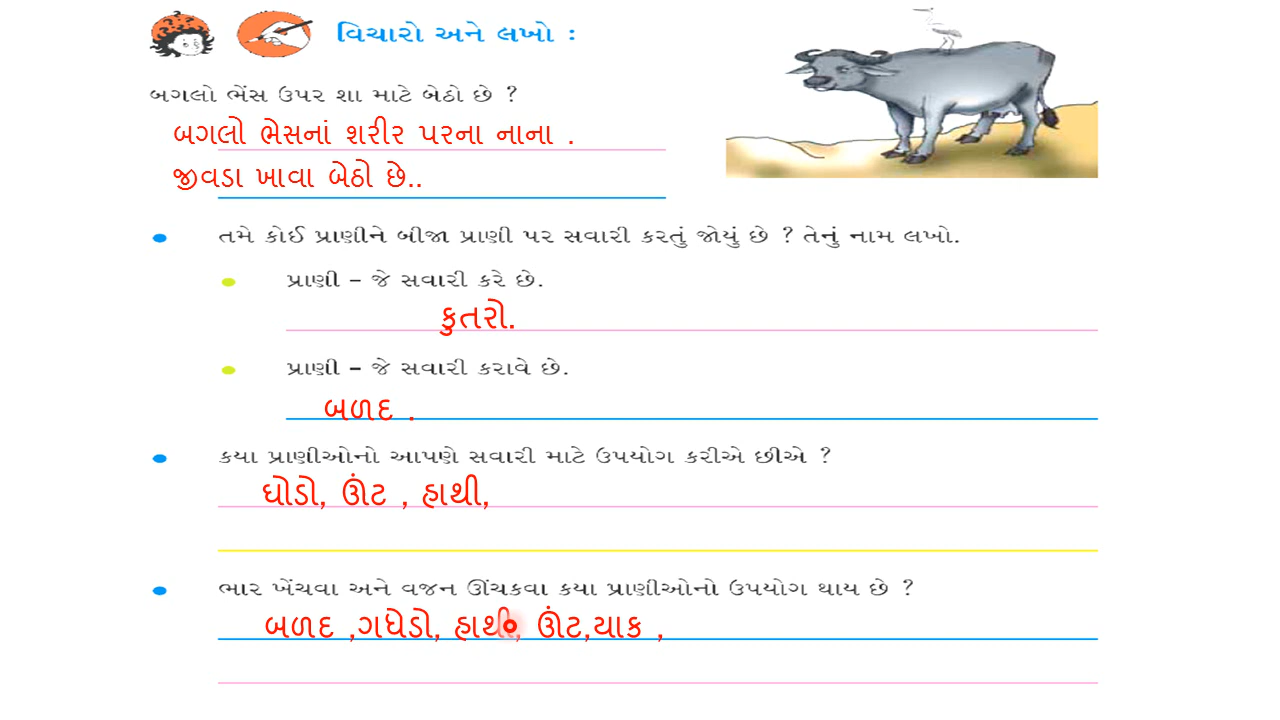 વિચારો અને લખો :
બગલો ભેંસ ઉપર શા માટે બેઠો છે ?
બગલો ભેસનાં શરીર પરના નાના .
જીવડા ખાવા બેઠો છે..
તમે કોઈ પ્રાણીને બીજા પ્રાણી પર સવારી કરતું જોયું છે ? તેનું નામ લખો.
પ્રાણી – જે સવારી કરે છે.
કુતરો.
પ્રાણી – જે સવારી કરાવે છે.
બળદ .
કયા પ્રાણીઓનો આપણે સવારી માટે ઉપયોગ કરીએ છીએ ?
ઘોડો, ઊંટ , હાથી,
ભાર ખેંચવા અને વજન ઊંચકવા કયા પ્રાણીઓનો ઉપયોગ થાય છે ?
બળદ ,ગધેડો, હાથી, ઊંટ,યાક ,